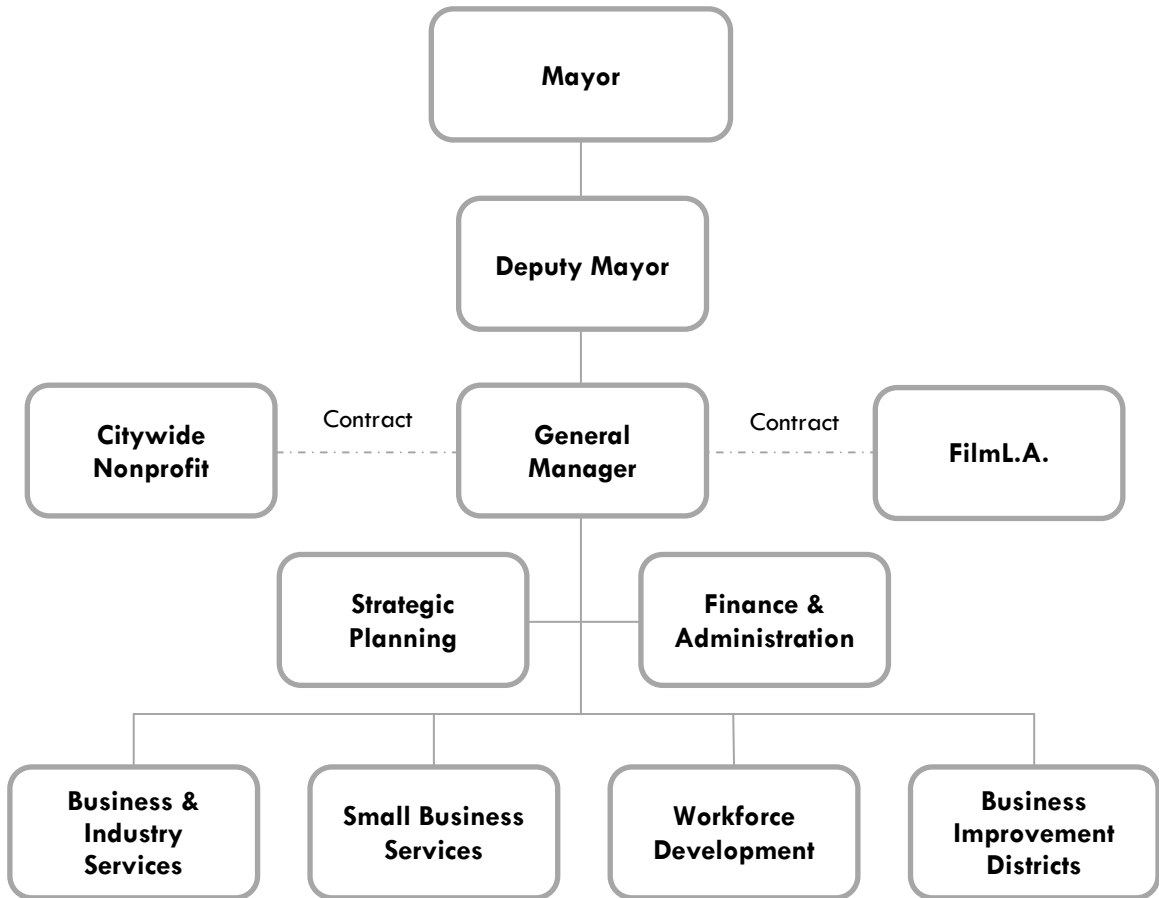 Mayor
Deputy Mayor
Citywide
Nonprofit
Contract
General
Manager
Contract
FilmL.A.
Strategic
Planning
Finance &
Administration
Business &
Industry
Services
Small Business
Services
Workforce
Development
Business
Improvement
Districts